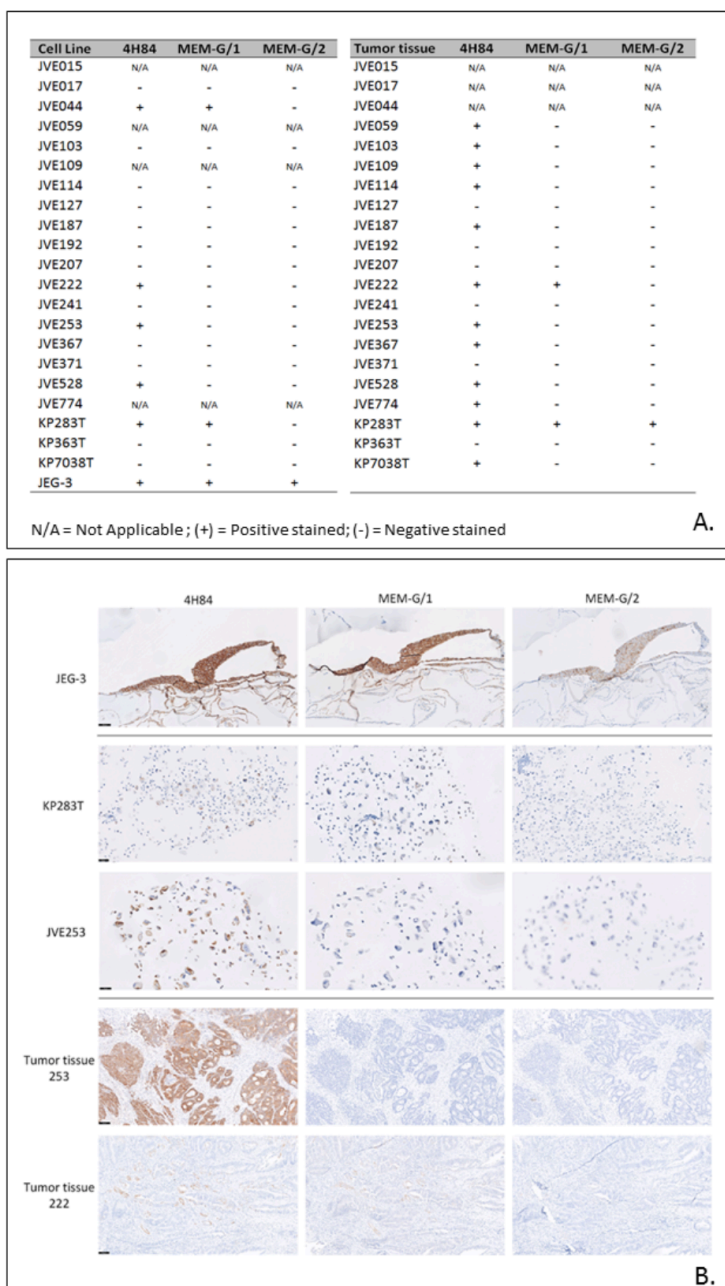 Cell Line 4H84 MEM-G/1 MEM-G/2
JVE015 N/A N/A N/A
JVE017 - - -
JVE044 + + -
JVE059 N/A N/A N/A
JVE103 - - -
JVE109 N/A N/A N/A
JVE114 - - -
JVE127 - - -
JVE187 - - -
JVE192 - - -
JVE207 - - -
JVE222 + - -
JVE241 - - -
JVE253 + - -
JVE367 - - -
JVE371 - - -
JVE528 + - -
JVE774 N/A N/A N/A
KP283T + + -
KP363T - - -
KP7038T - - -
JEG-3 + + +
Tumor tissue 4H84 MEM-G/1 MEM-G/2
JVE015 N/A N/A N/A
JVE017 N/A N/A N/A
JVE044 N/A N/A N/A
JVE059 + - -
JVE103 + - -
JVE109 + - -
JVE114 + - -
JVE127 - - -
JVE187 + - -
JVE192 - - -
JVE207 - - -
JVE222 + + -
JVE241 - - -
JVE253 + - -
JVE367 + - -
JVE371 - - -
JVE528 + - -
JVE774 + - -
KP283T + + +
KP363T - - -
KP7038T + - -
N/A = Not Applicable ; (+) = Positive stained; (-) = Negative stained
A.
4H84 MEM-G/1 MEM-G/2
JEG-3
KP283T
JVE253
Tumor tissue
253
Tumor tissue
222
B.